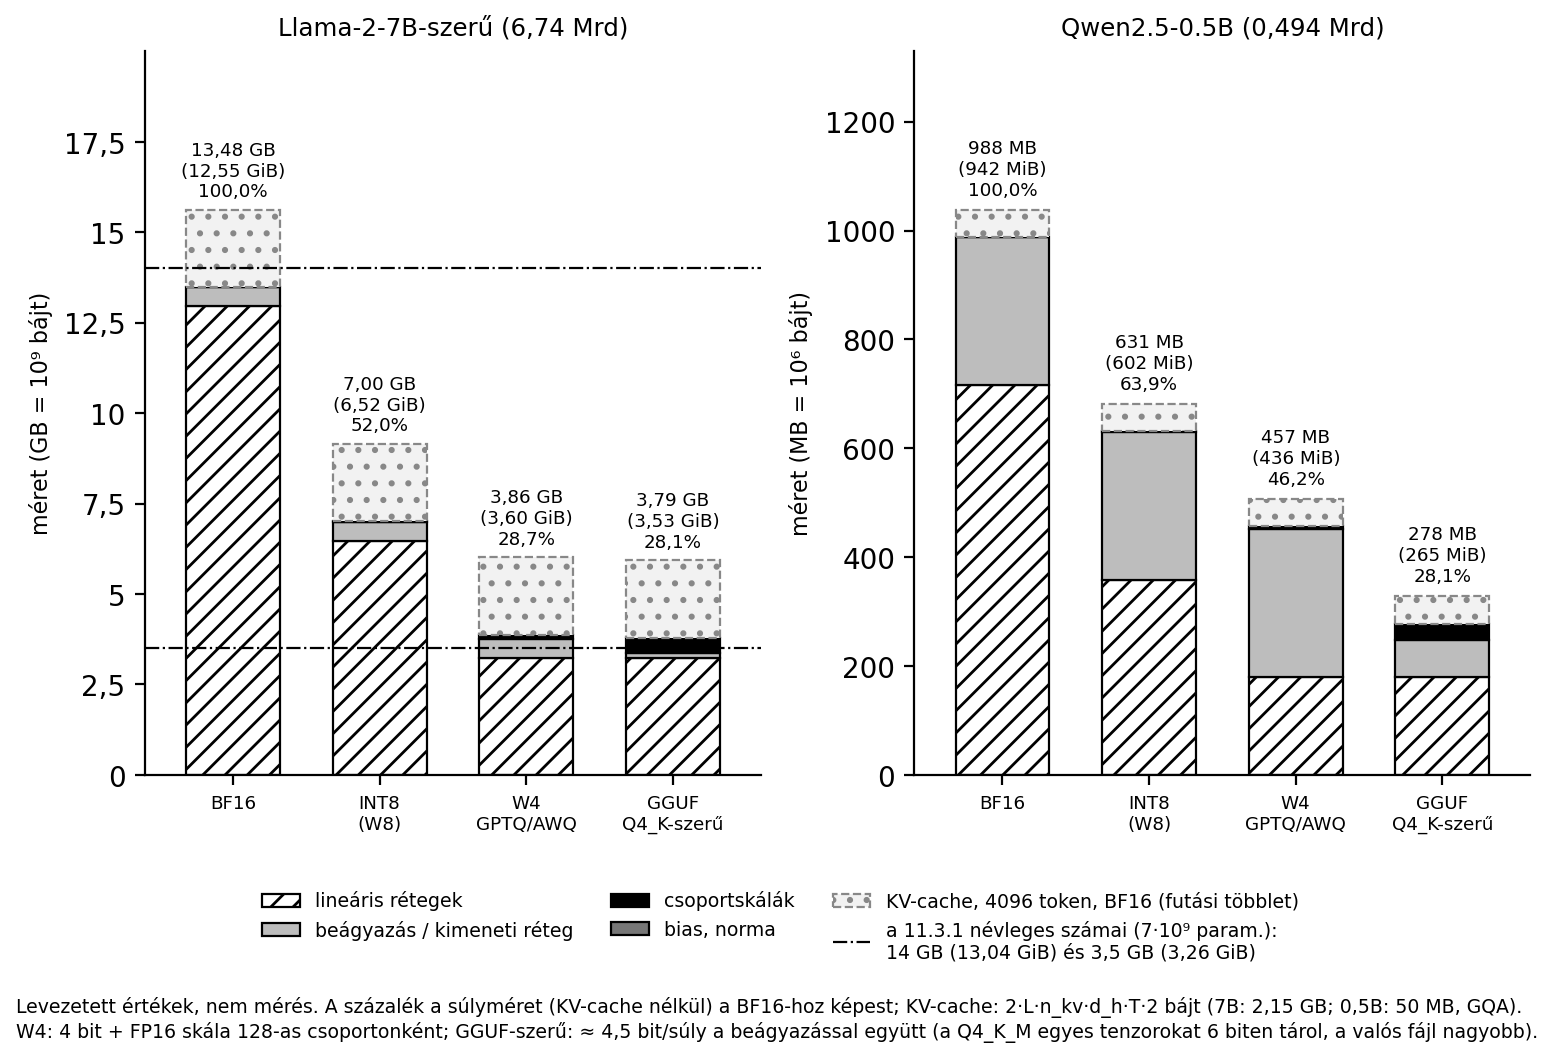 Llama-2-7B-szerű (6,74 Mrd)
méret (GB = 10⁹ bájt)
17,5
15
12,5
10
7,5
5
2,5
0
13,48 GB
(12,55 GiB)
100,0%
7,00 GB
(6,52 GiB)
52,0%
3,86 GB
(3,60 GiB)
28,7%
3,79 GB
(3,53 GiB)
28,1%
BF16
INT8
(W8)
W4
GPTQ/AWQ
GGUF
Q4_K-szerű
Qwen2.5-0.5B (0,494 Mrd)
méret (MB = 10⁶ bájt)
1200
1000
800
600
400
200
0
988 MB
(942 MiB)
100,0%
631 MB
(602 MiB)
63,9%
457 MB
(436 MiB)
46,2%
278 MB
(265 MiB)
28,1%
BF16
INT8
(W8)
W4
GPTQ/AWQ
GGUF
Q4_K-szerű
lineáris rétegek
beágyazás / kimeneti réteg
csoportskálák
bias, norma
KV-cache, 4096 token, BF16 (futási többlet)
a 11.3.1 névleges számai (7·10⁹ param.):
14 GB (13,04 GiB) és 3,5 GB (3,26 GiB)
Levezetett értékek, nem mérés. A százalék a súlyméret (KV-cache nélkül) a BF16-hoz képest; KV-cache: 2·L·n_kv·d_h·T·2 bájt (7B: 2,15 GB; 0,5B: 50 MB, GQA).
W4: 4 bit + FP16 skála 128-as csoportonként; GGUF-szerű: ≈ 4,5 bit/súly a beágyazással együtt (a Q4_K_M egyes tenzorokat 6 biten tárol, a valós fájl nagyobb).